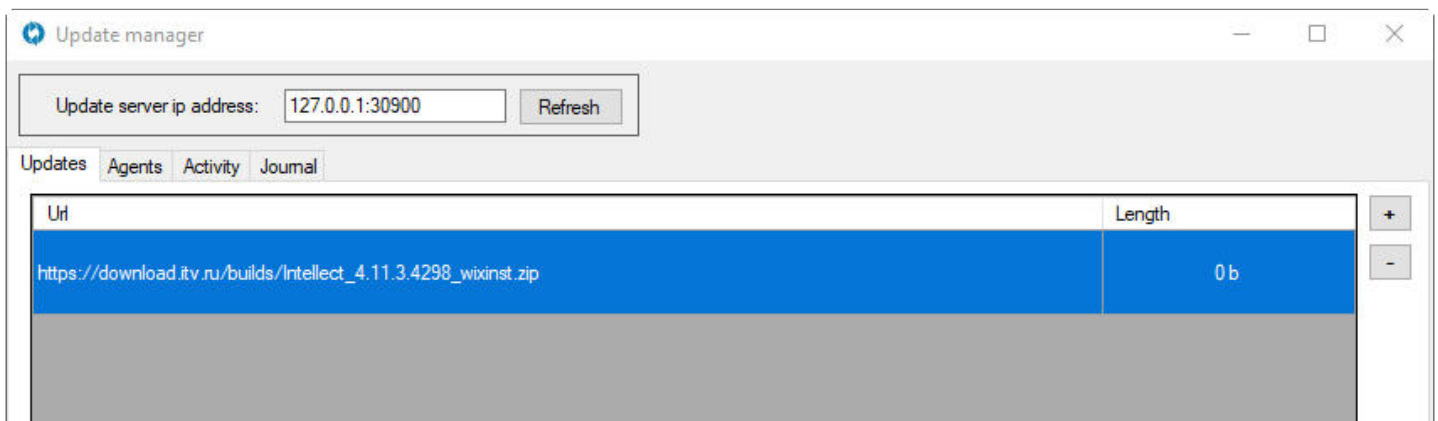 Update manager
Update server ip address: 127.0.0.1:30900 Refresh
Updates Agents Activity Journal
Url Length +
https://download.itv.ru/builds/Intellect_4.11.3.4298_wixinst.zip 0 b -